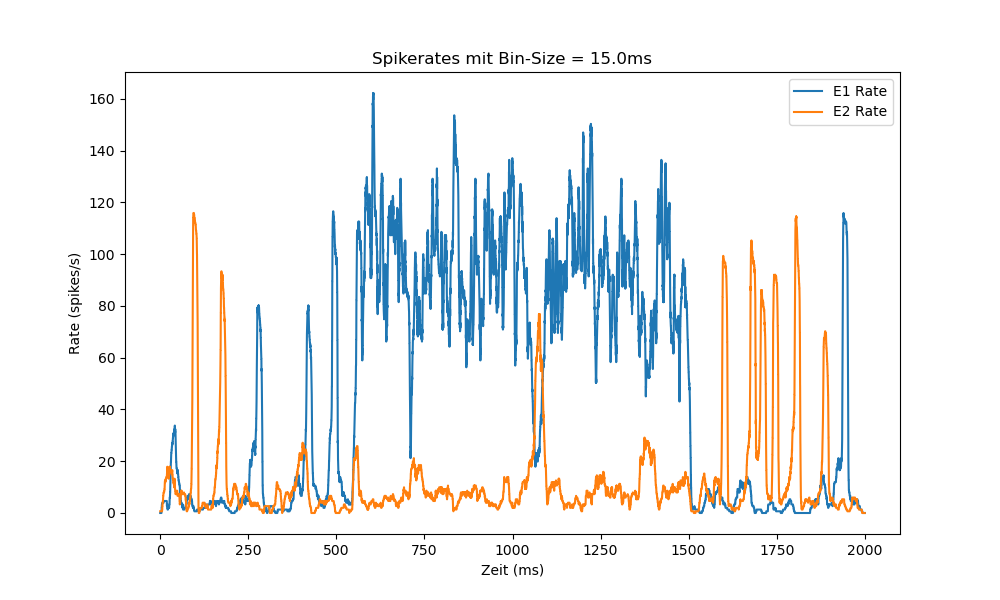 Spikerates mit Bin-Size = 15.0ms
E1 Rate
E2 Rate
Rate (spikes/s)
160
140
120
100
80
60
40
20
0
0 250 500 750 1000 1250 1500 1750 2000
Zeit (ms)